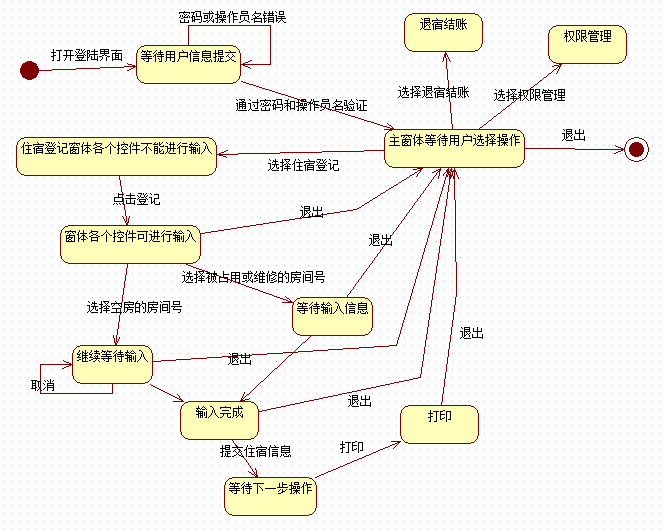 密码或操作员名错误
退宿结账
权限管理
打开登陆界面
等待用户信息提交
选择退宿结账
选择权限管理
通过密码和操作员名验证
退出
住宿登记窗体各个控件不能进行输入
主窗体等待用户选择操作
选择住宿登记
点击登记
退出
窗体各个控件可进行输入
退出
选择被占用或维修的房间号
选择空房的房间号
等待输入信息
退出
继续等待输入
退出
取消
退出
输入完成
打印
提交住宿信息
打印
等待下一步操作